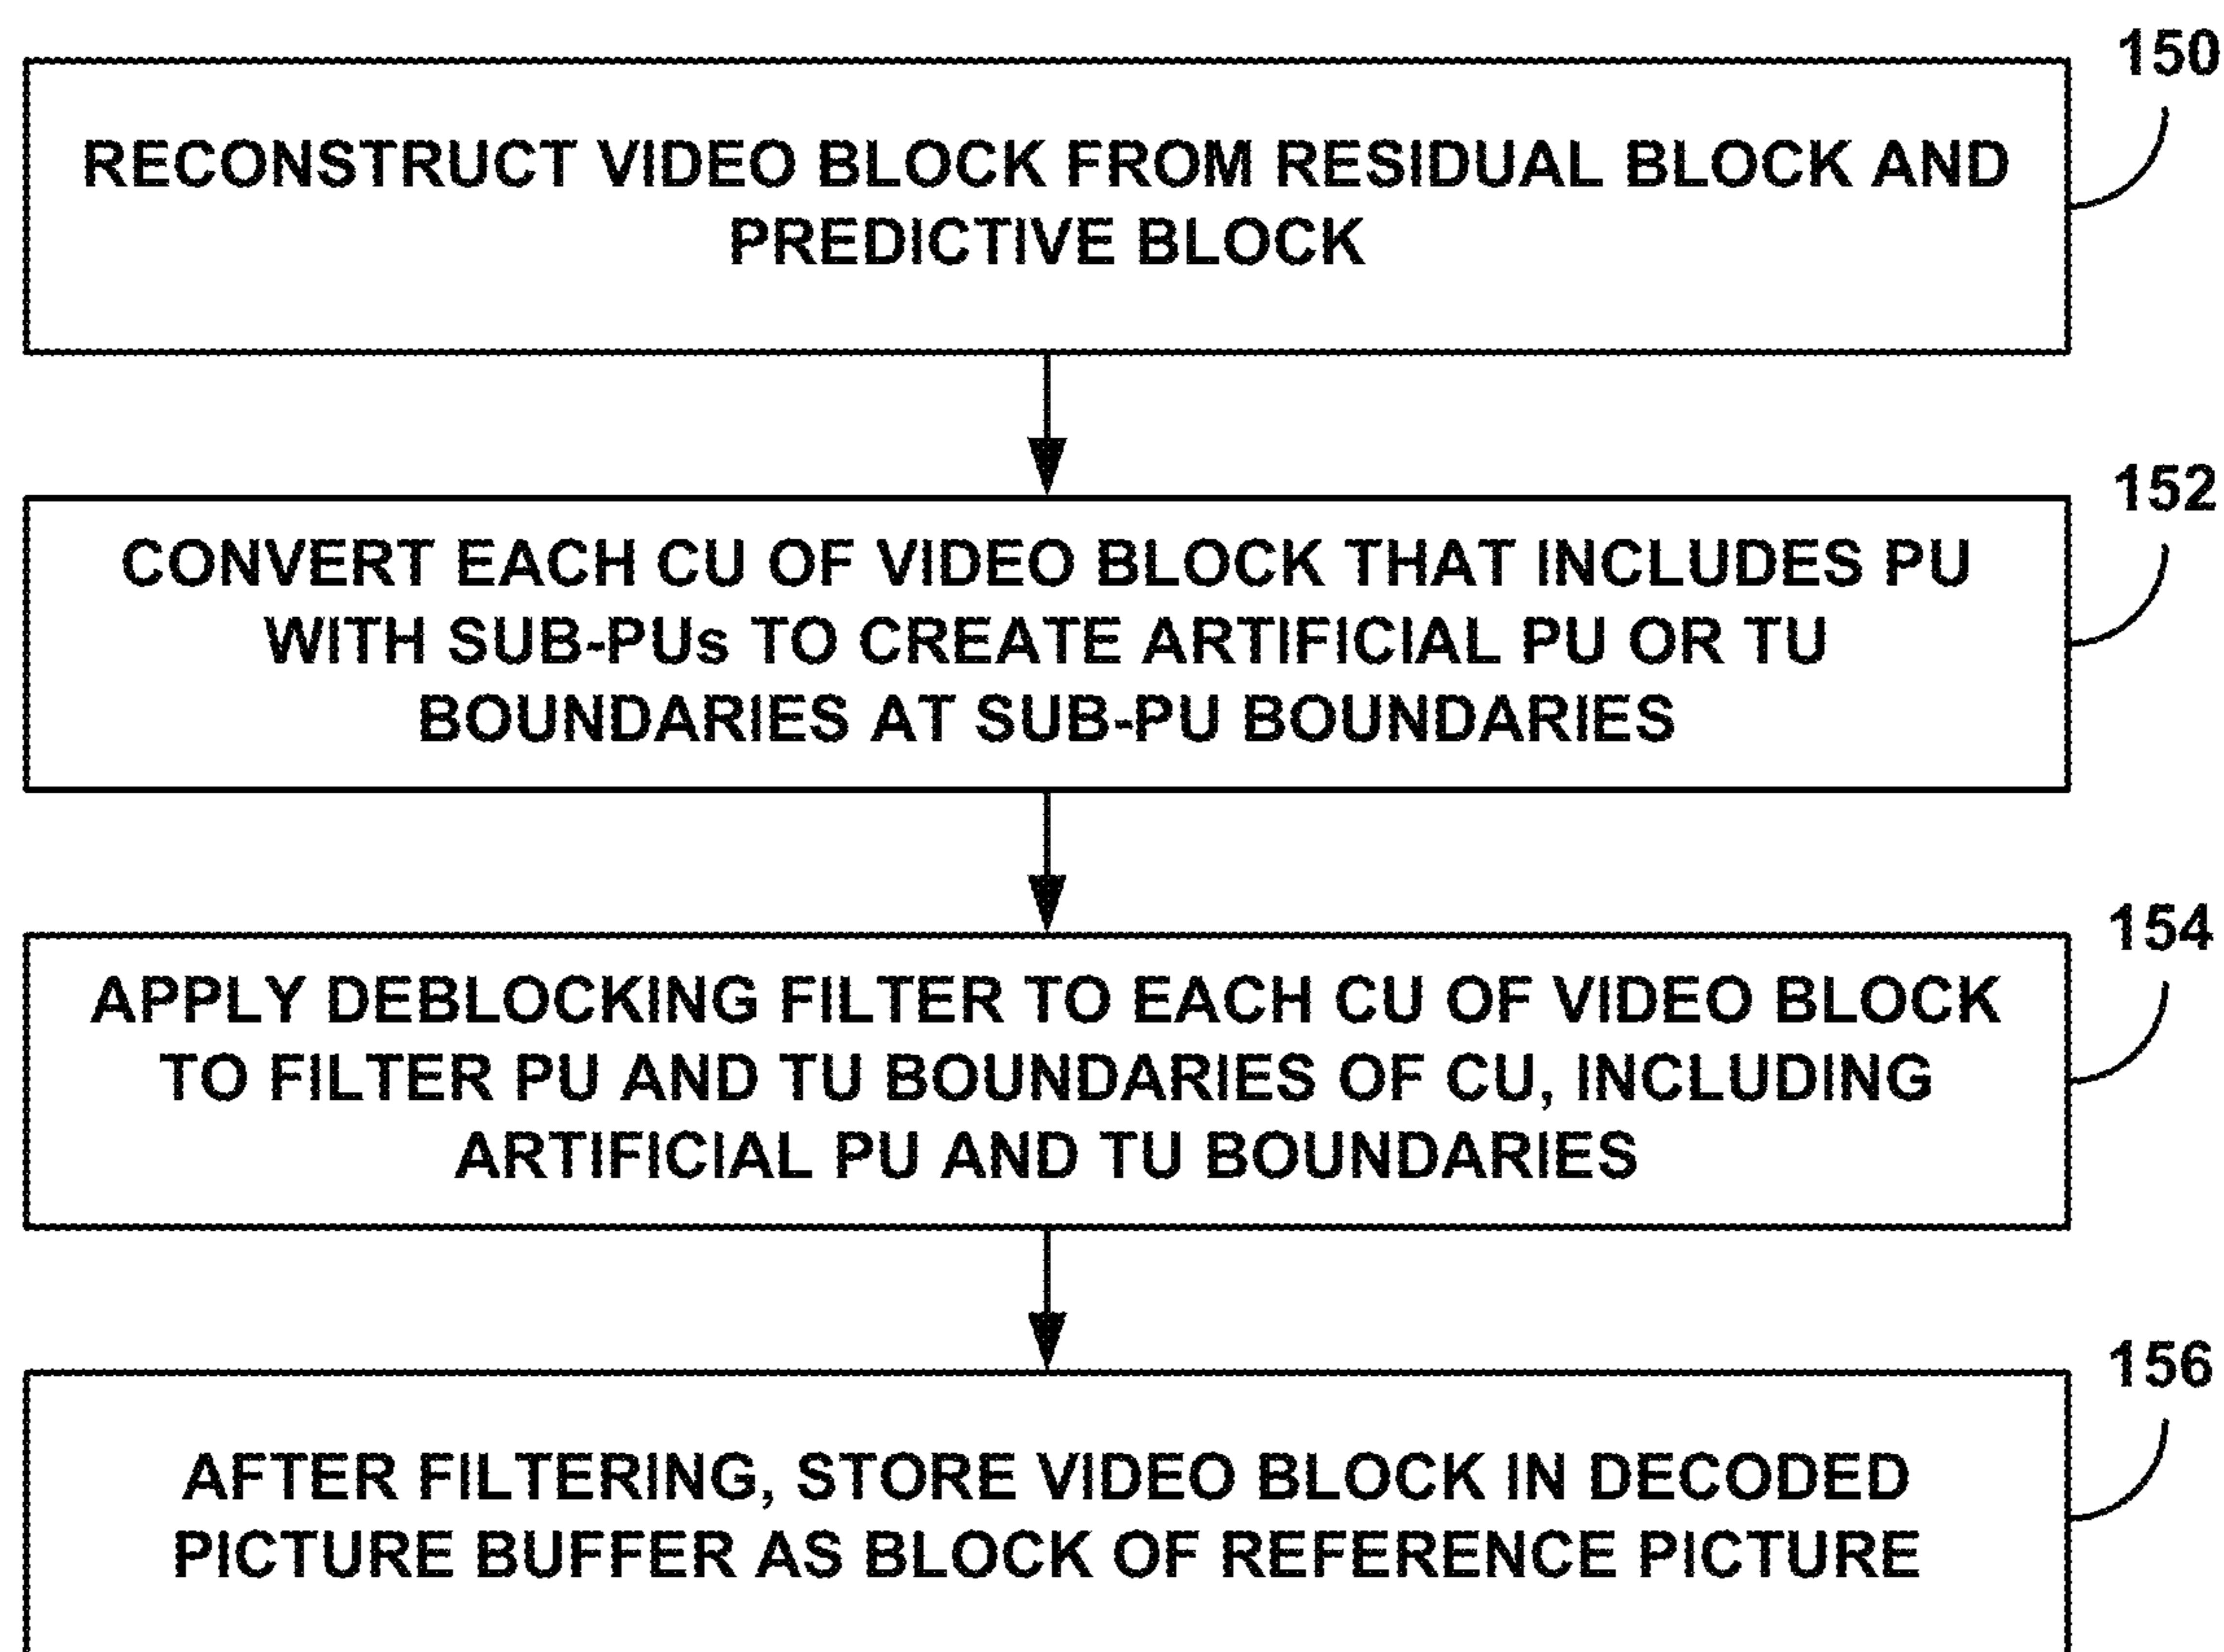 150
RECONSTRUCT VIDEO BLOCK FROM RESIDUAL BLOCK AND
PREDICTIVE BLOCK
152
CONVERT EACH CU OF VIDEO BLOCK THAT INCLUDES PU
WITH SUB-PUs TO CREATE ARTIFICIAL PU OR TU
BOUNDARIES AT SUB-PU BOUNDARIES
154
APPLY DEBLOCKING FILTER TO EACH CU OF VIDEO BLOCK
TO FILTER PU AND TU BOUNDARIES OF CU, INCLUDING
ARTIFICIAL PU AND TU BOUNDARIES
156
AFTER FILTERING, STORE VIDEO BLOCK IN DECODED
PICTURE BUFFER AS BLOCK OF REFERENCE PICTURE